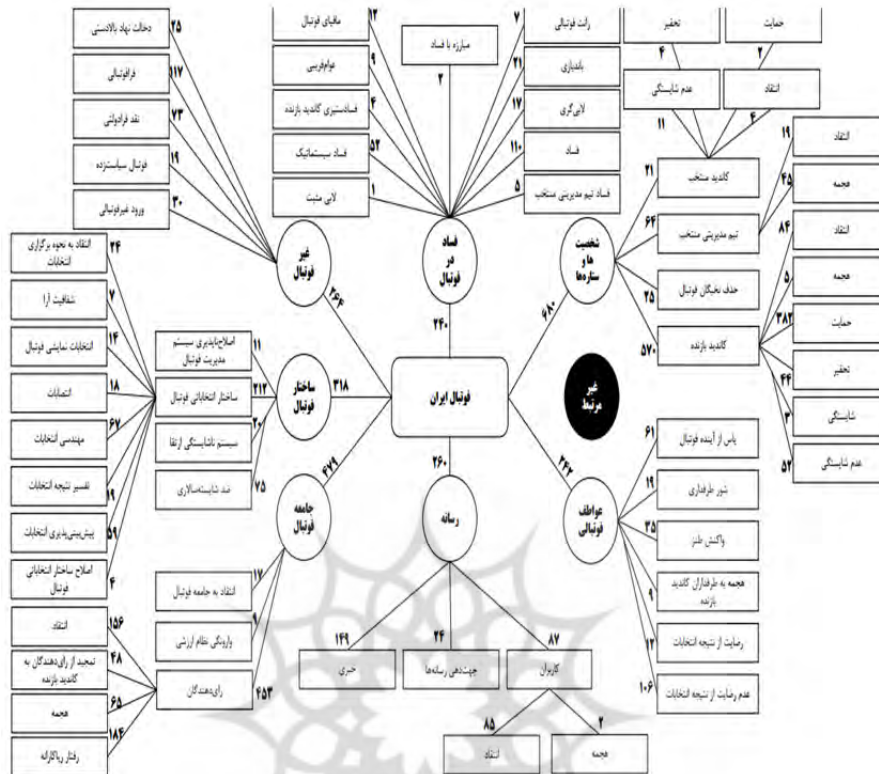 دخالت نهاد بالادستی
۲۵
فرافوتبالی
۹۱۷
نقد فرادولتی
۷۳
فوتبال سیاست‌زده
۱۹
ورود غیرفوتبالی
۳۰
مافیای فوتبال
۱۲
عوام‌فریبی
۹
فسادستیزی کاندید بازنده
۴
فساد سیستماتیک
۵۲
لابی مثبت
۱
مبارزه با فساد
۲
رانت فوتبالی
۷
باندبازی
۲۱
لابی‌گری
۱۷
فساد
۱۱۰
فساد تیم مدیریتی منتخب
۵
تحقیر
۴
حمایت
۲
عدم شایستگی
۱۱
انتقاد
۴
کاندید منتخب
۲۱
تیم مدیریتی منتخب
۶۴
حذف نخبگان فوتبال
۲۵
کاندید بازنده
۵۷۰
انتقاد
۱۹
هجمه
۴۵
انتقاد
۸۴
هجمه
۵
حمایت
۳۸۲
تحقیر
۴۴
شایستگی
۳
عدم شایستگی
۵۲
غیر
فوتبال
فساد
در
فوتبال
۲۴۰
شخصیت
ها و
ستاره‌ها
۶۸۰
فوتبال ایران
غیر
مرتبط
ساختار
فوتبال
۳۱۸
اصلاح‌ناپذیری سیستم
مدیریت فوتبال
۱۱
ساختار انتخاباتی فوتبال
۲۱۲
سیستم ناشایستگی ارتقا
۲۰
ضد شایسته‌سالاری
۷۵
انتقاد به نحوه برگزاری
انتخابات
۲۴
شفافیت آرا
۷
انتخابات نمایشی فوتبال
۱۴
انتصابات
۱۸
مهندسی انتخابات
۶۷
تفسیر نتیجه انتخابات
۱۹
پیش‌بینی‌پذیری انتخابات
۵۹
اصلاح ساختار انتخاباتی
فوتبال
۴
جامعه
فوتبال
۴۷۹
انتقاد به جامعه فوتبال
۱۷
وارونگی نظام ارزشی
۹
رأی‌دهندگان
۴۵۳
انتقاد
۱۵۶
تمجید از رأی‌دهندگان به
کاندید بازنده
۴۸
هجمه
۶۵
رفتار ریاکارانه
۱۸۴
رسانه
۲۶۰
خبری
۱۴۹
جهت‌دهی رسانه‌ها
۲۴
کاربران
۸۷
انتقاد
۸۵
هجمه
۲
عواطف
فوتبالی
۲۴۲
یاس از آینده فوتبال
۶۱
شور طرفداری
۱۹
واکنش طنز
۳۵
هجمه به طرفداران کاندید
بازنده
۹
رضایت از نتیجه انتخابات
۱۲
عدم رضایت از نتیجه انتخابات
۱۰۶